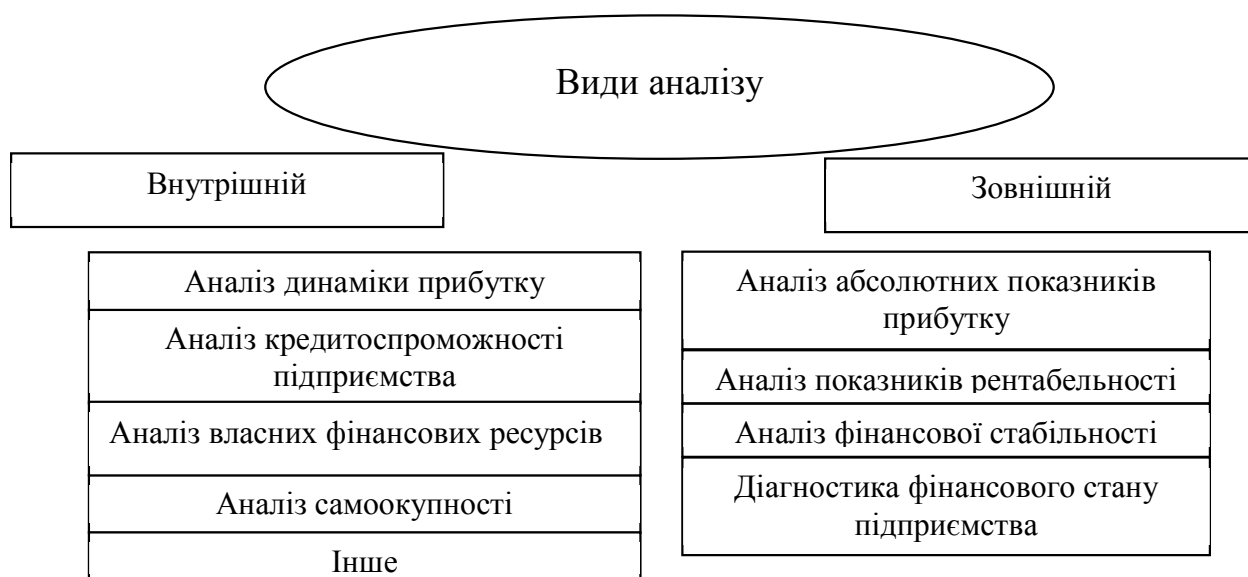 Види аналізу
Внутрішній
Зовнішній
Аналіз динаміки прибутку
Аналіз кредитоспроможності
підприємства
Аналіз власних фінансових ресурсів
Аналіз самоокупності
Інше
Аналіз абсолютних показників
прибутку
Аналіз показників рентабельності
Аналіз фінансової стабільності
Діагностика фінансового стану
підприємства